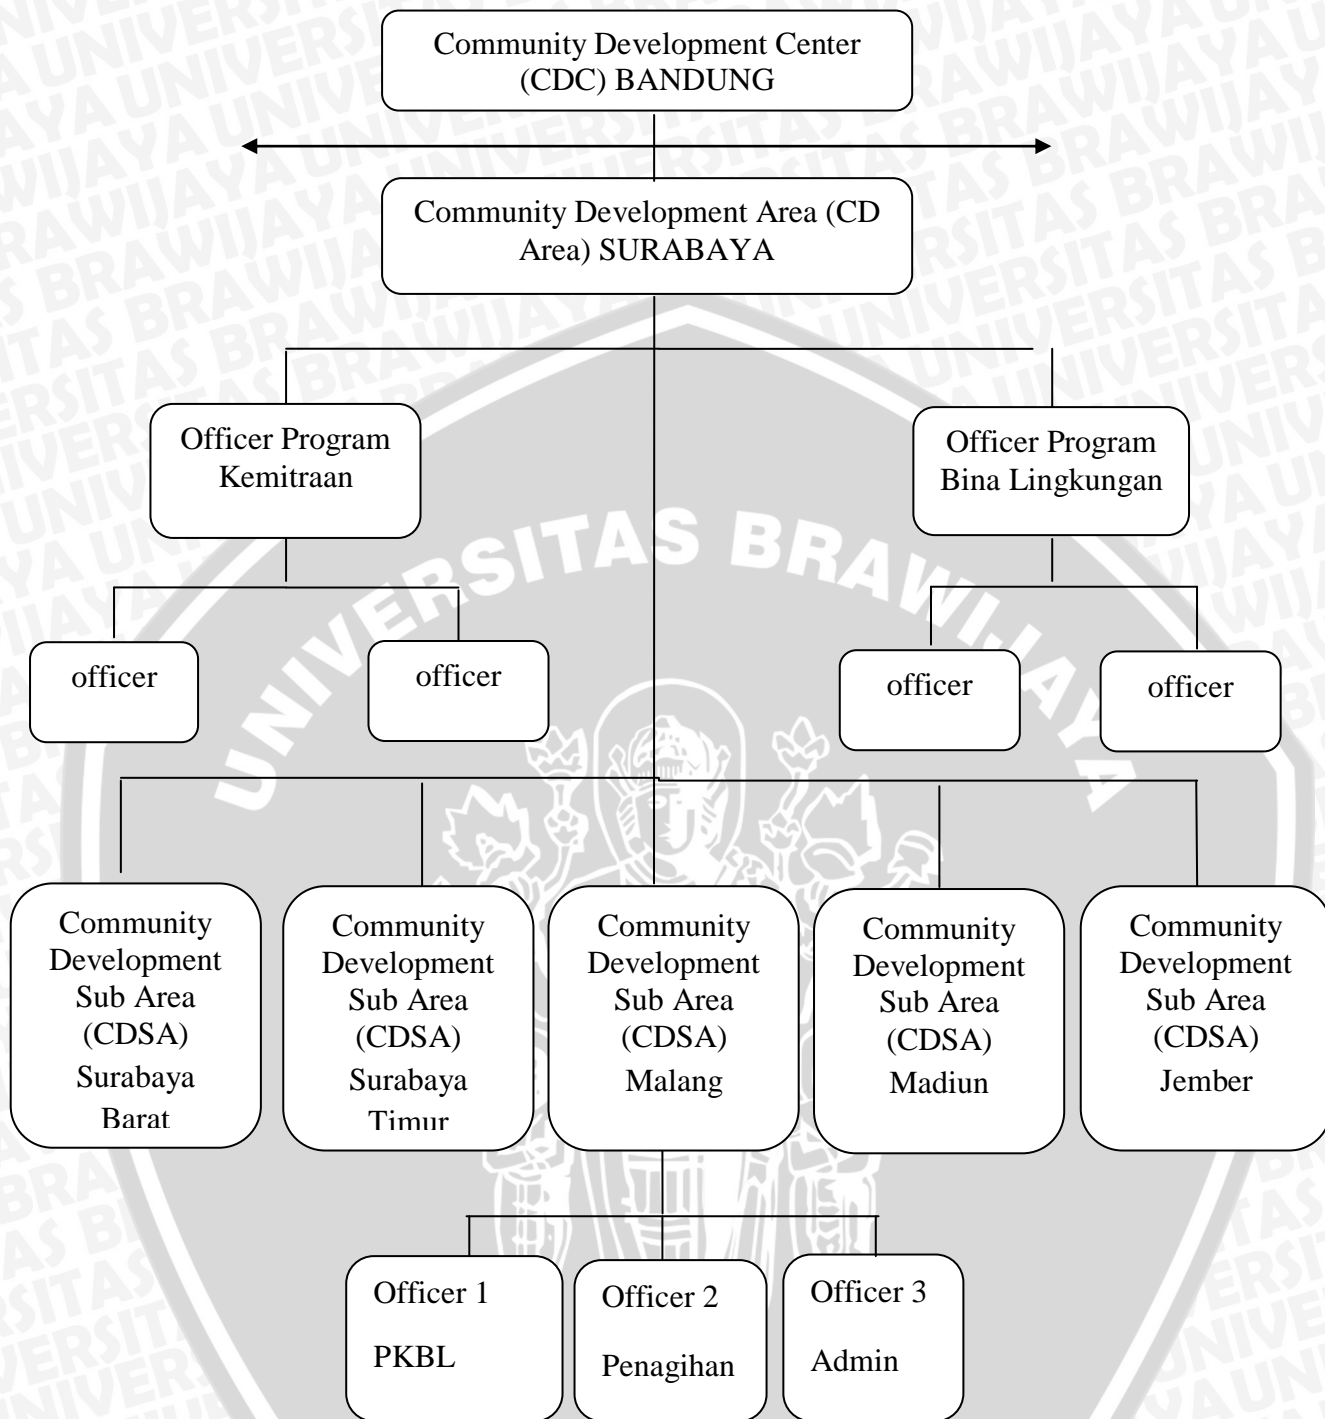 Community Development Center
(CDC) BANDUNG
Community Development Area (CD
Area) SURABAYA
Officer Program
Kemitraan
Officer Program
Bina Lingkungan
officer
officer
officer
officer
Community
Development
Sub Area
(CDSA)
Surabaya
Barat
Community
Development
Sub Area
(CDSA)
Surabaya
Timur
Community
Development
Sub Area
(CDSA)
Malang
Community
Development
Sub Area
(CDSA)
Madiun
Community
Development
Sub Area
(CDSA)
Jember
Officer 1
PKBL
Officer 2
Penagihan
Officer 3
Admin
UNIVERSITAS BRAWIJAYA